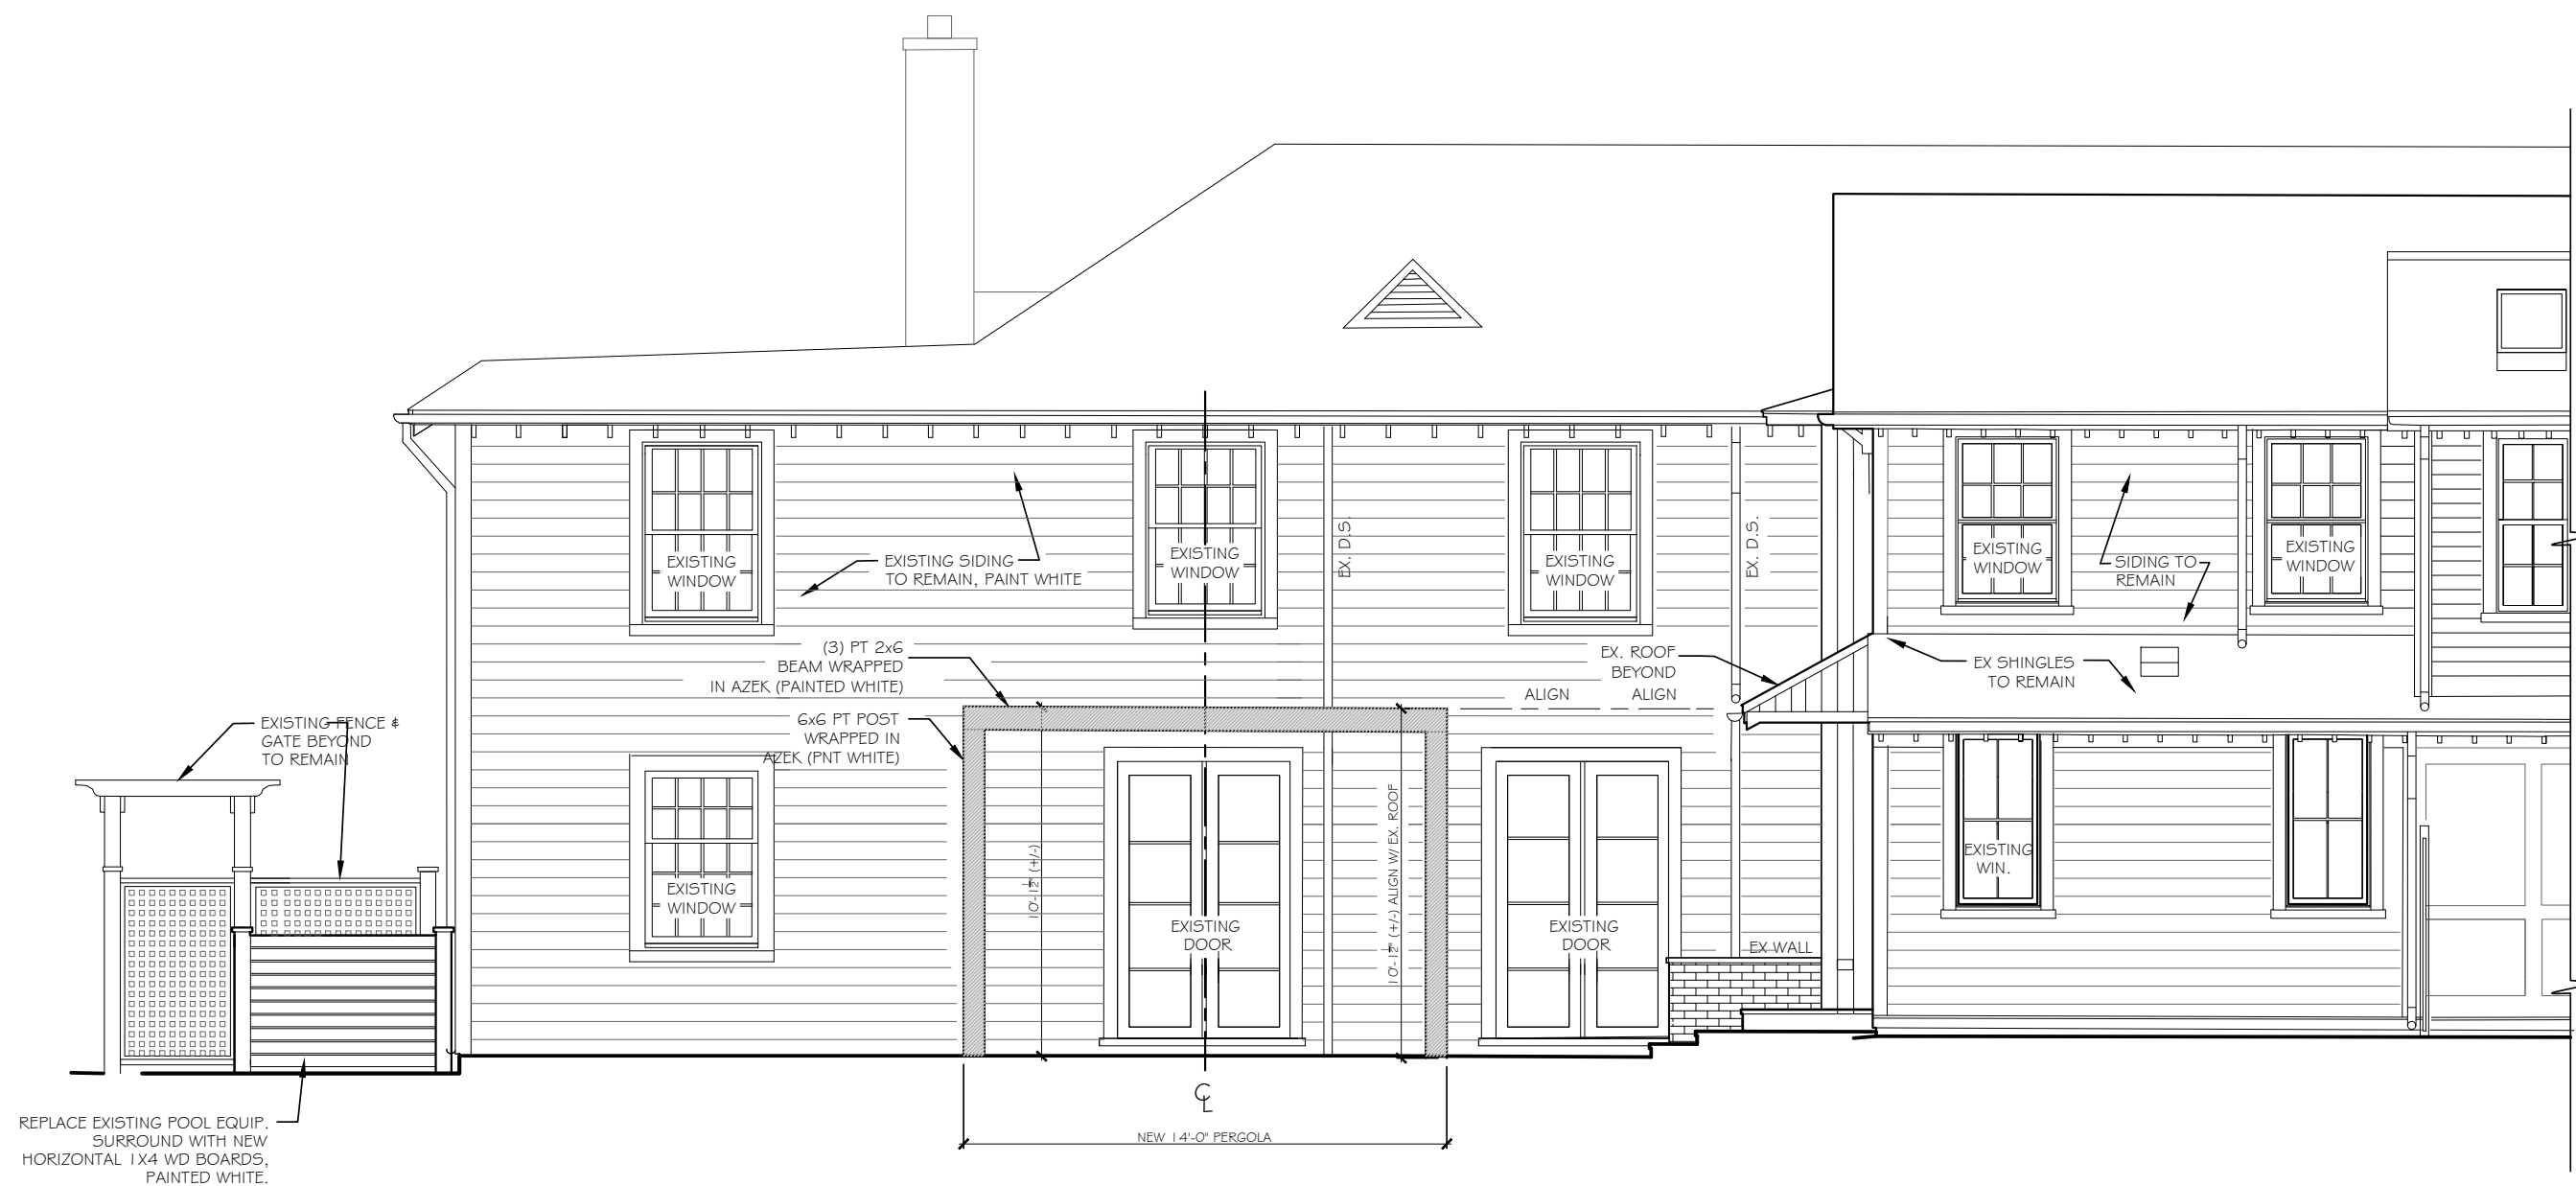 EX. D.S.
EX. D.S.
EXISTING
WINDOW
EXISTING SIDING
TO REMAIN, PAINT WHITE
EXISTING
WINDOW
EXISTING
WINDOW
EXISTING
WINDOW
SIDING TO
REMAIN
EXISTING
WINDOW
(3) PT 2x6
BEAM WRAPPED
IN AZEK (PAINTED WHITE)
EX. ROOF
BEYOND
EX SHINGLES
TO REMAIN
ALIGN
ALIGN
6x6 PT POST
WRAPPED IN
AZEK (PNT WHITE)
EXISTING FENCE &
GATE BEYOND
TO REMAIN
EXISTING
WINDOW
10'-1½" (+/-)
10'-1½" (+/-) ALIGN W/ EX. ROOF
EXISTING
WIN.
EXISTING
DOOR
EXISTING
DOOR
EX WALL
CL
NEW 14'-0" PERGOLA
REPLACE EXISTING POOL EQUIP.
SURROUND WITH NEW
HORIZONTAL 1X4 WD BOARDS,
PAINTED WHITE.